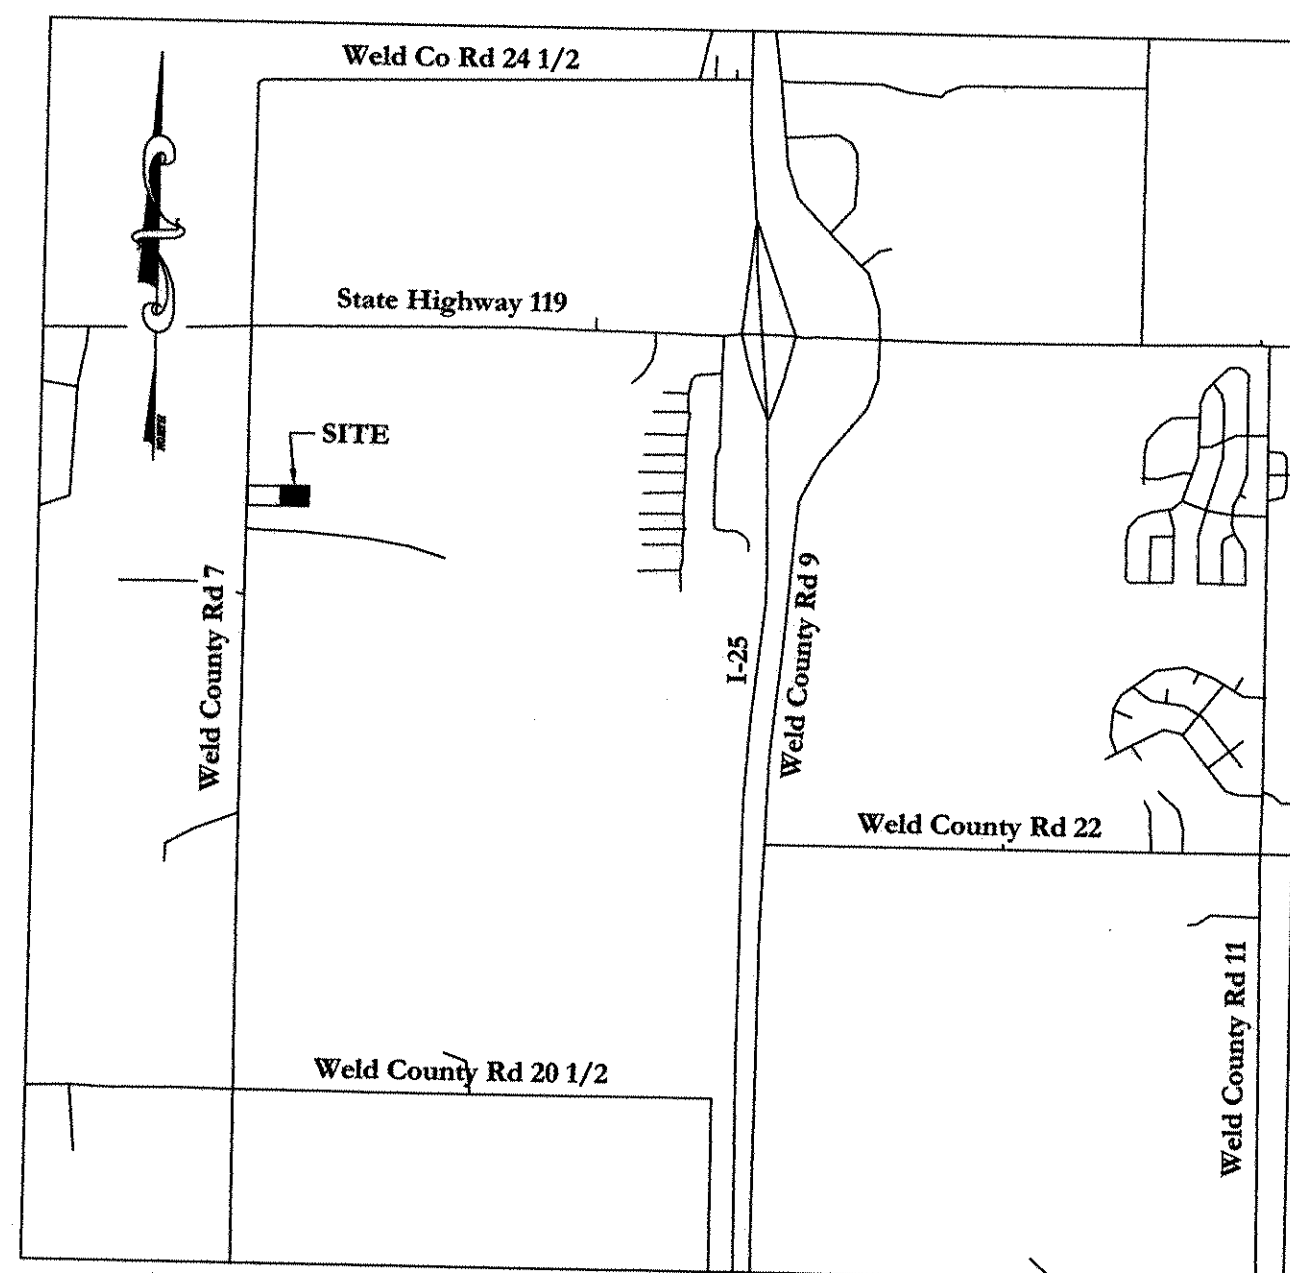 Weld Co Rd 24 1/2
State Highway 119
NORTH
SITE
Weld County Rd 7
I-25
Weld County Rd 9
Weld County Rd 22
Weld County Rd 11
Weld County Rd 20 1/2